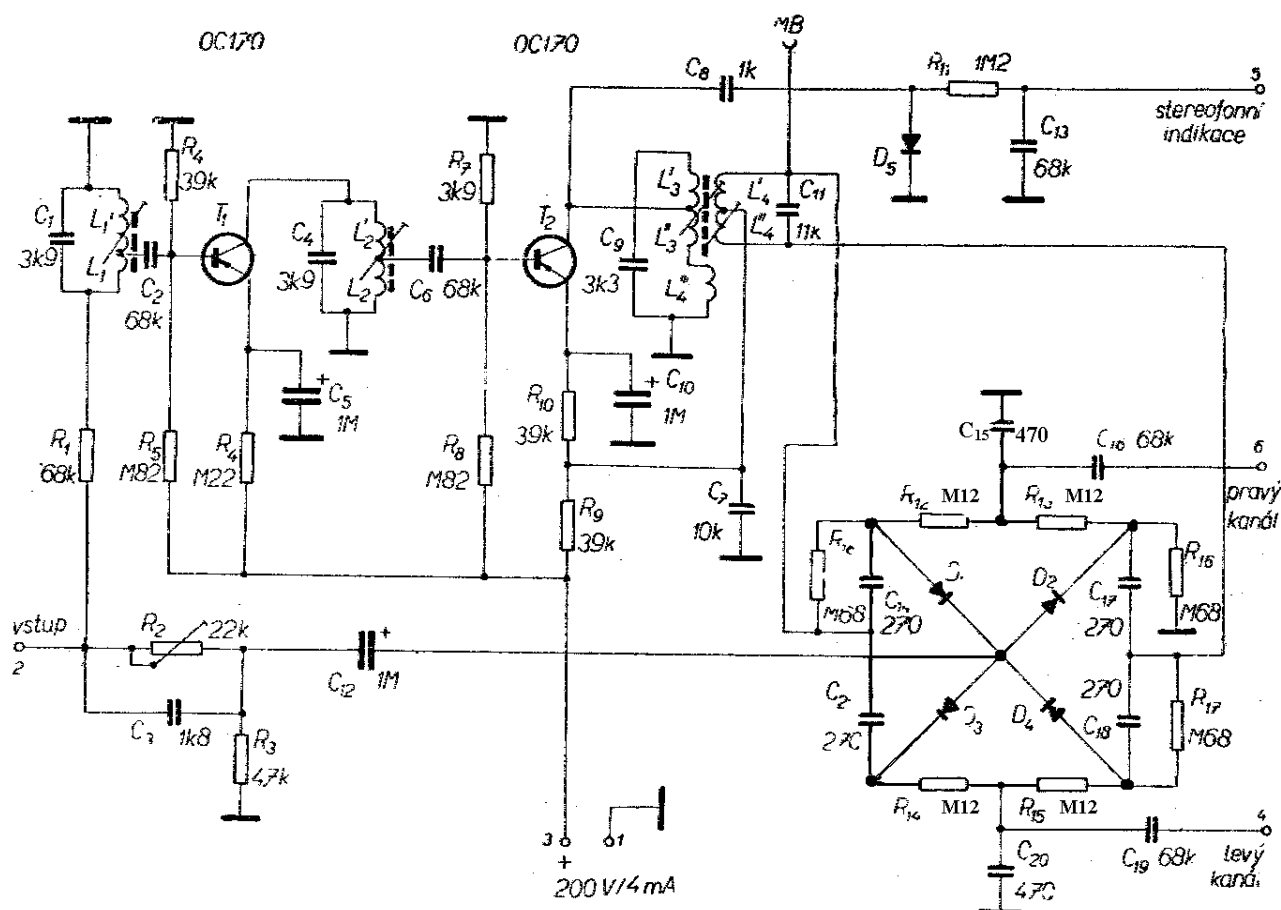 OC170
OC170
MB
C8 1k
R11 1M2
5
stereofonní
indikace
D5
C13
68k
R4
39k
R7
3k9
C1
3k9
L1'
L1
T1
C2
68k
C4
3k9
L2'
L2
C6 68k
T2
C9
3k3
L3'
L3"
L4'
L4"
L4"
C11
11k
C5
1M
+
C10
1M
+
R10
39k
R1
68k
R5
M82
R4
M22
R8
M82
R9
39k
C7
10k
C15 470
C16 68k
6
pravý
kanál
M12
M12
R16
M68
C17
270
D2
M68
270
vstup
2
R2 22k
C12 1M
+
C3 1k8
R3
47k
D3
D4
270
C18
R17
M68
R14 M12
R15 M12
3
1
+
200 V/4 mA
C20
470
C19 68k
4
levý